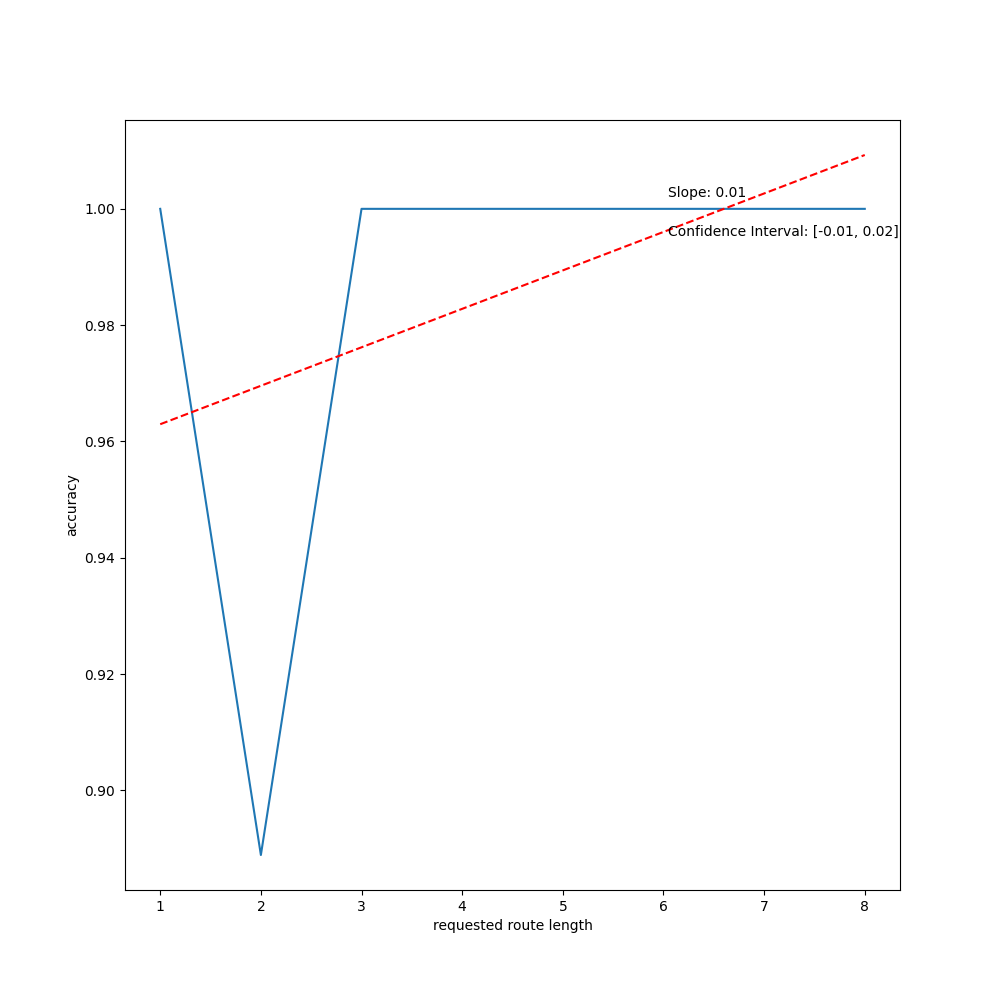 Slope: 0.01
1.00
Confidence Interval: [-0.01, 0.02]
0.98
0.96
accuracy
0.94
0.92
0.90
1 2 3 4 5 6 7 8
requested route length